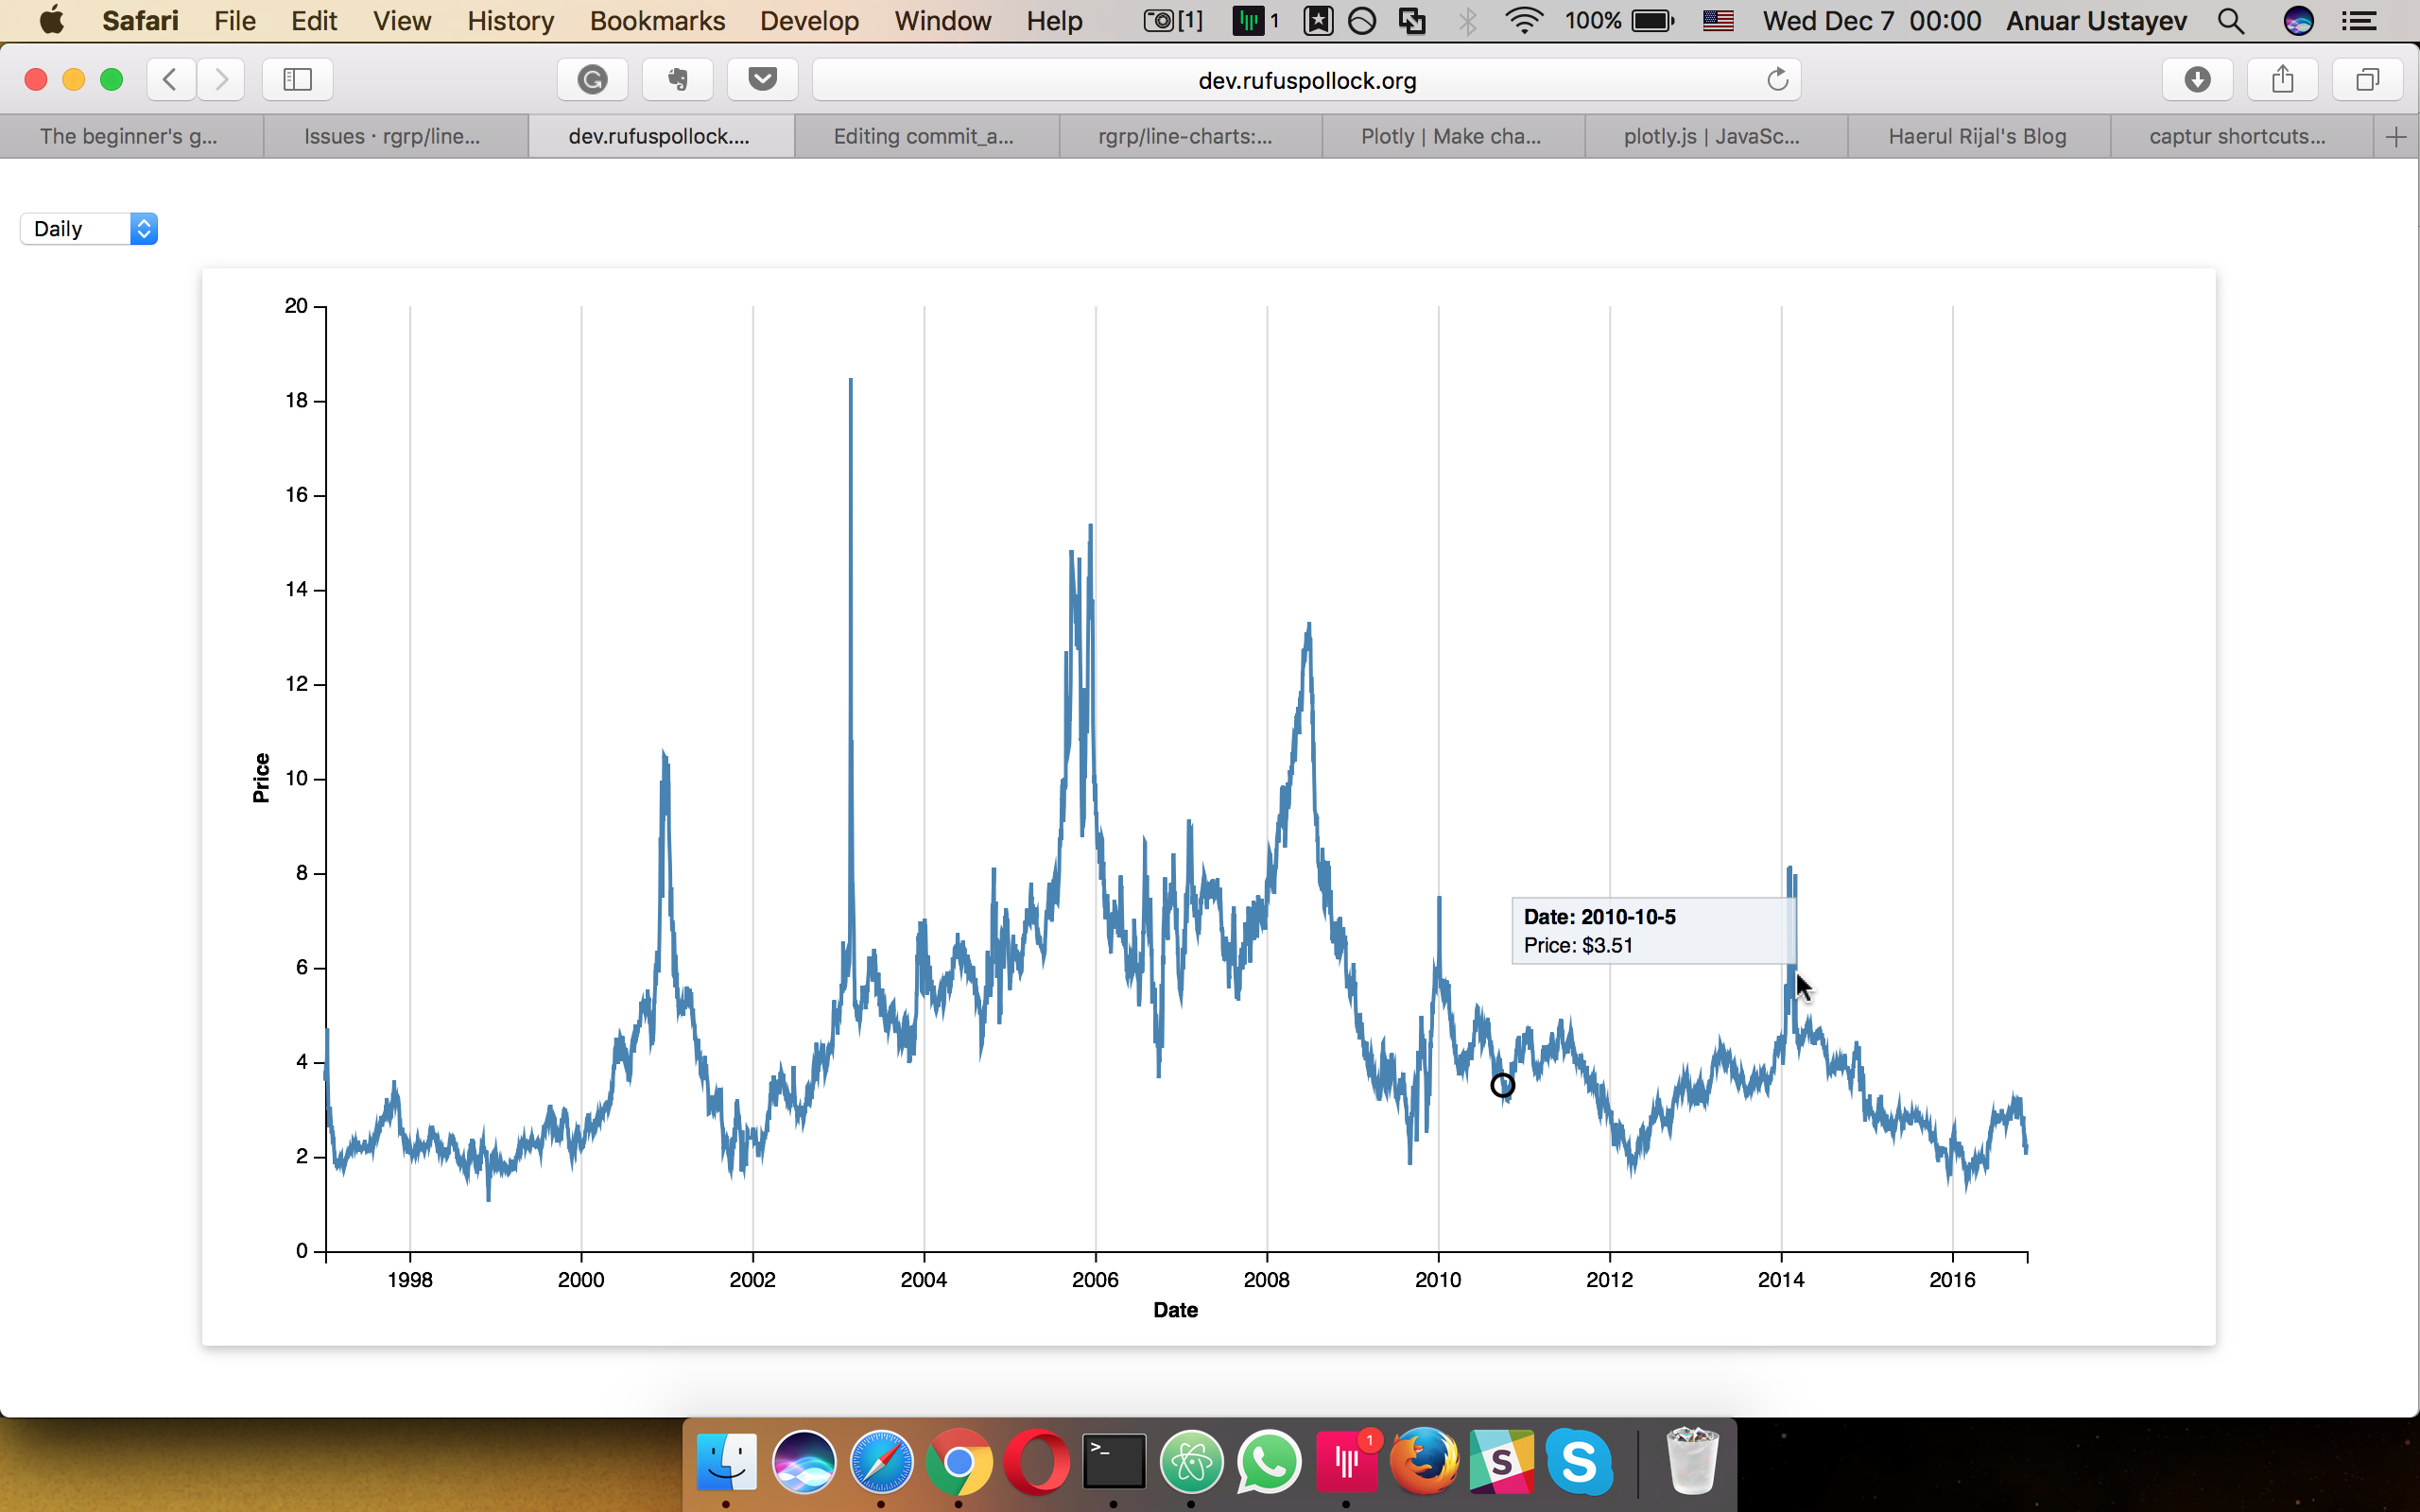 Safari File Edit View History Bookmarks Develop Window Help [1] 1 100% Wed Dec 7 00:00 Anuar Ustayev
dev.rufuspollock.org
The beginner's g... Issues · rgrp/line... dev.rufuspollock.... Editing commit_a... rgrp/line-charts:... Plotly | Make cha... plotly.js | JavaSc... Haerul Rijal's Blog captur shortcuts...
Daily
20
18
16
14
12
10
8
6
4
2
0
Price
Date: 2010-10-5
Price: $3.51
1998 2000 2002 2004 2006 2008 2010 2012 2014 2016
Date
>_ 1 S S